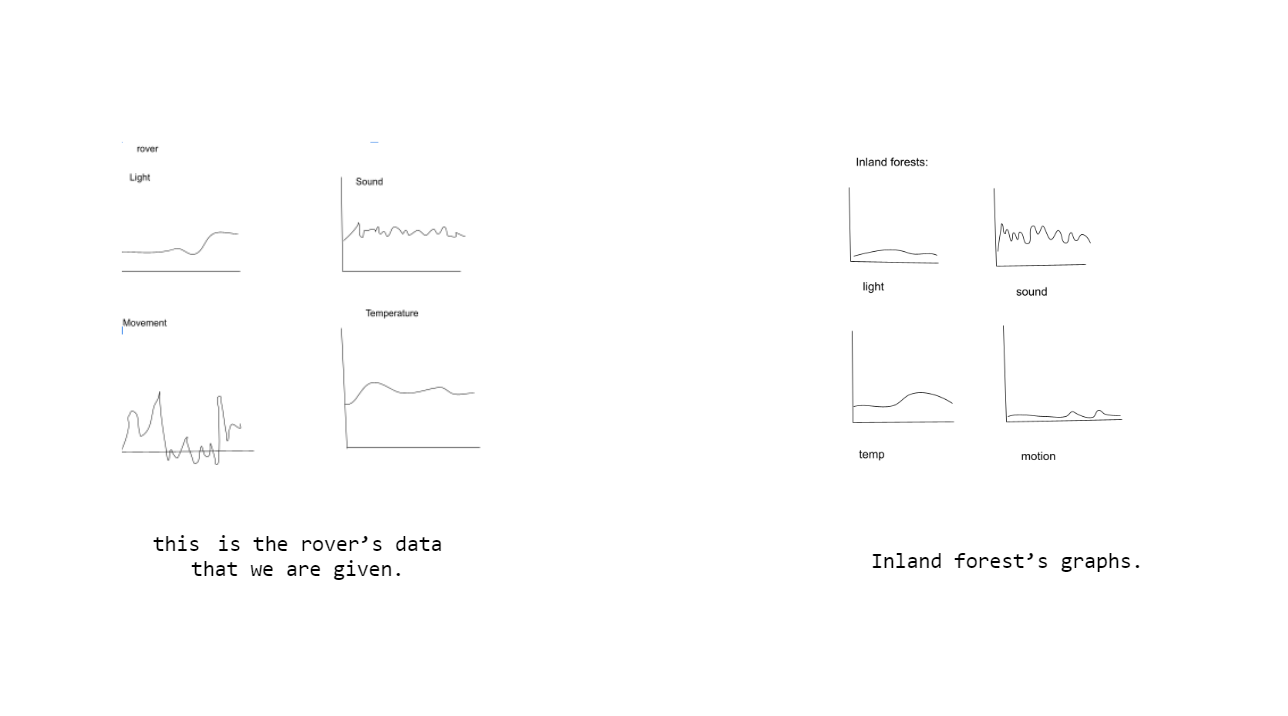 rover
Light
Sound
Movement
Temperature
this is the rover’s data
that we are given.
Inland forests:
light
sound
temp
motion
Inland forest’s graphs.